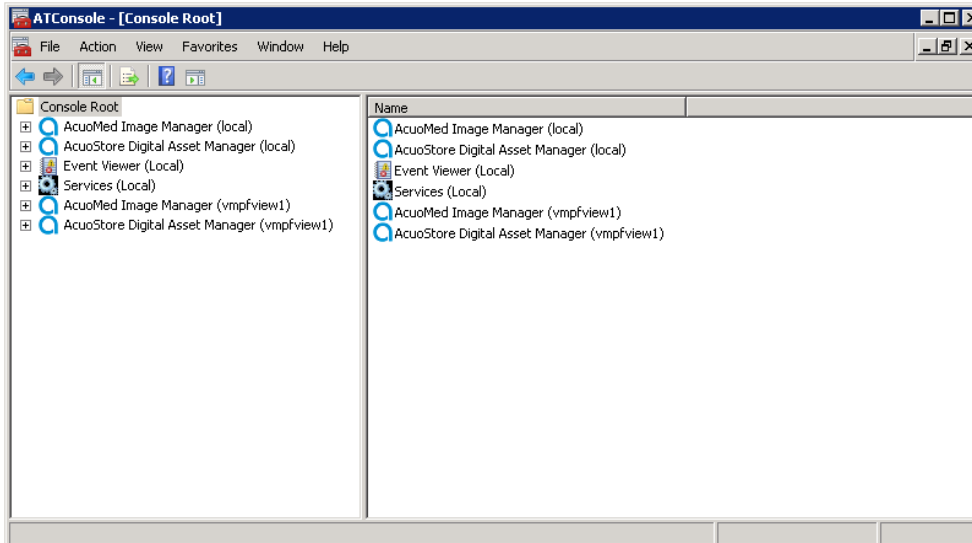 ATConsole - [Console Root]
File Action View Favorites Window Help
Console Root
AcuoMed Image Manager (local)
AcuoStore Digital Asset Manager (local)
Event Viewer (Local)
Services (Local)
AcuoMed Image Manager (vmpfview1)
AcuoStore Digital Asset Manager (vmpfview1)
Name
AcuoMed Image Manager (local)
AcuoStore Digital Asset Manager (local)
Event Viewer (Local)
Services (Local)
AcuoMed Image Manager (vmpfview1)
AcuoStore Digital Asset Manager (vmpfview1)